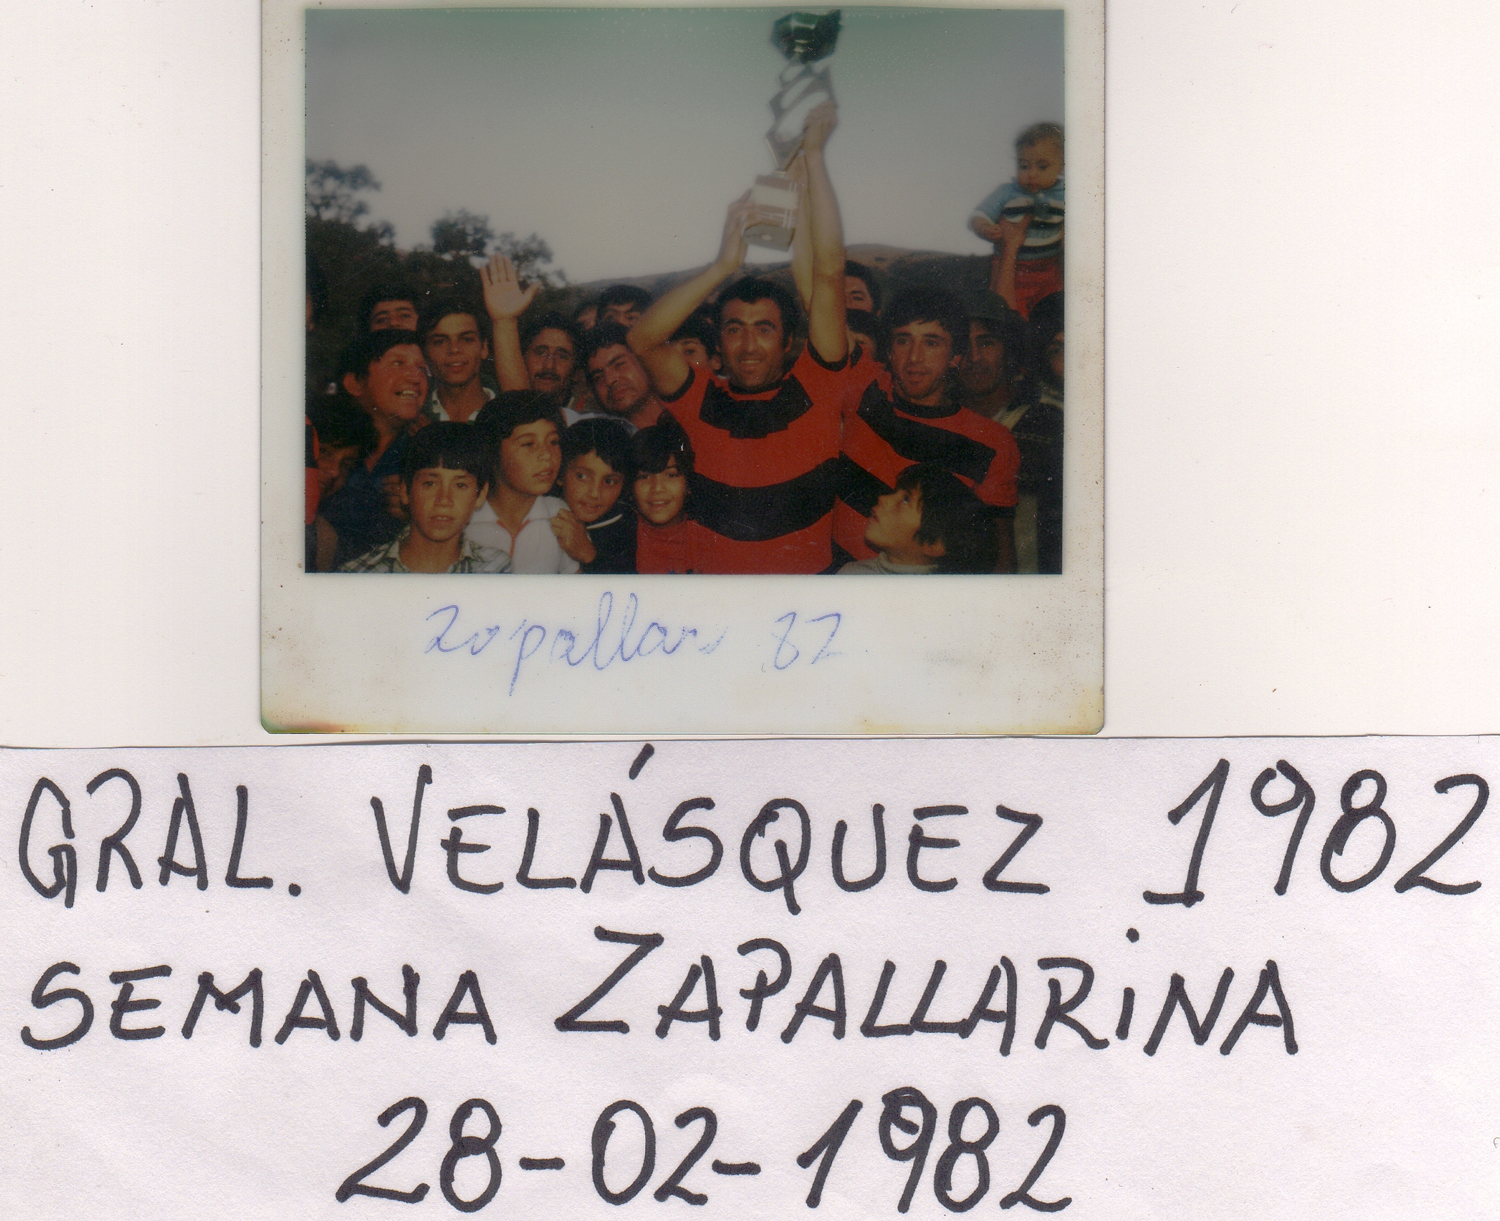 Zapallar 82
GRAL. VELÁSQUEZ 1982
SEMANA ZAPALLARiNA
28-02-1982